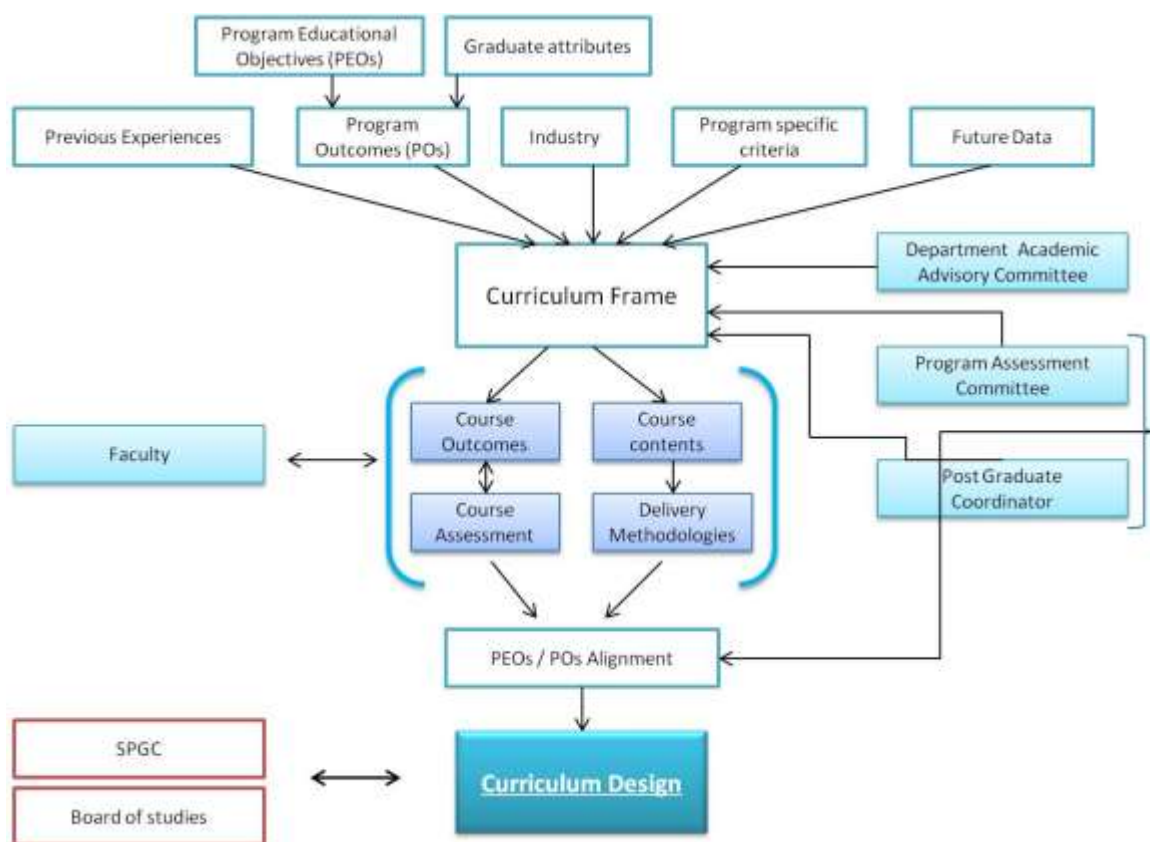 Program Educational
Objectives (PEOs)
Graduate attributes
Previous Experiences
Program
Outcomes (POs)
Industry
Program specific
criteria
Future Data
Curriculum Frame
Department Academic
Advisory Committee
Program Assessment
Committee
Course
Outcomes
Course
contents
Faculty
Post Graduate
Coordinator
Course
Assessment
Delivery
Methodologies
PEOs / POs Alignment
SPGC
Curriculum Design
Board of studies